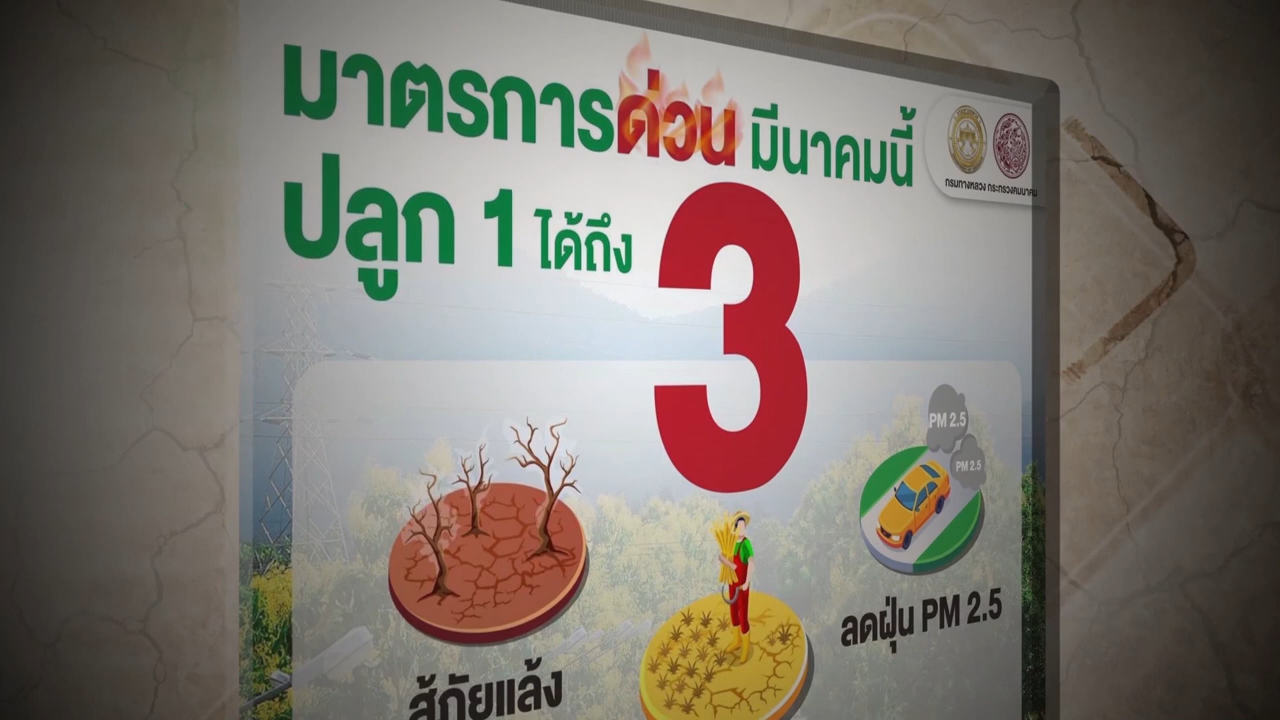 มาตรการด่วน มีนาคมนี้
ปลูก 1 ได้ถึง 3
กรมทางหลวง กระทรวงคมนาคม
PM 2.5
PM 2.5
ลดฝุ่น PM 2.5
สู้ภัยแล้ง